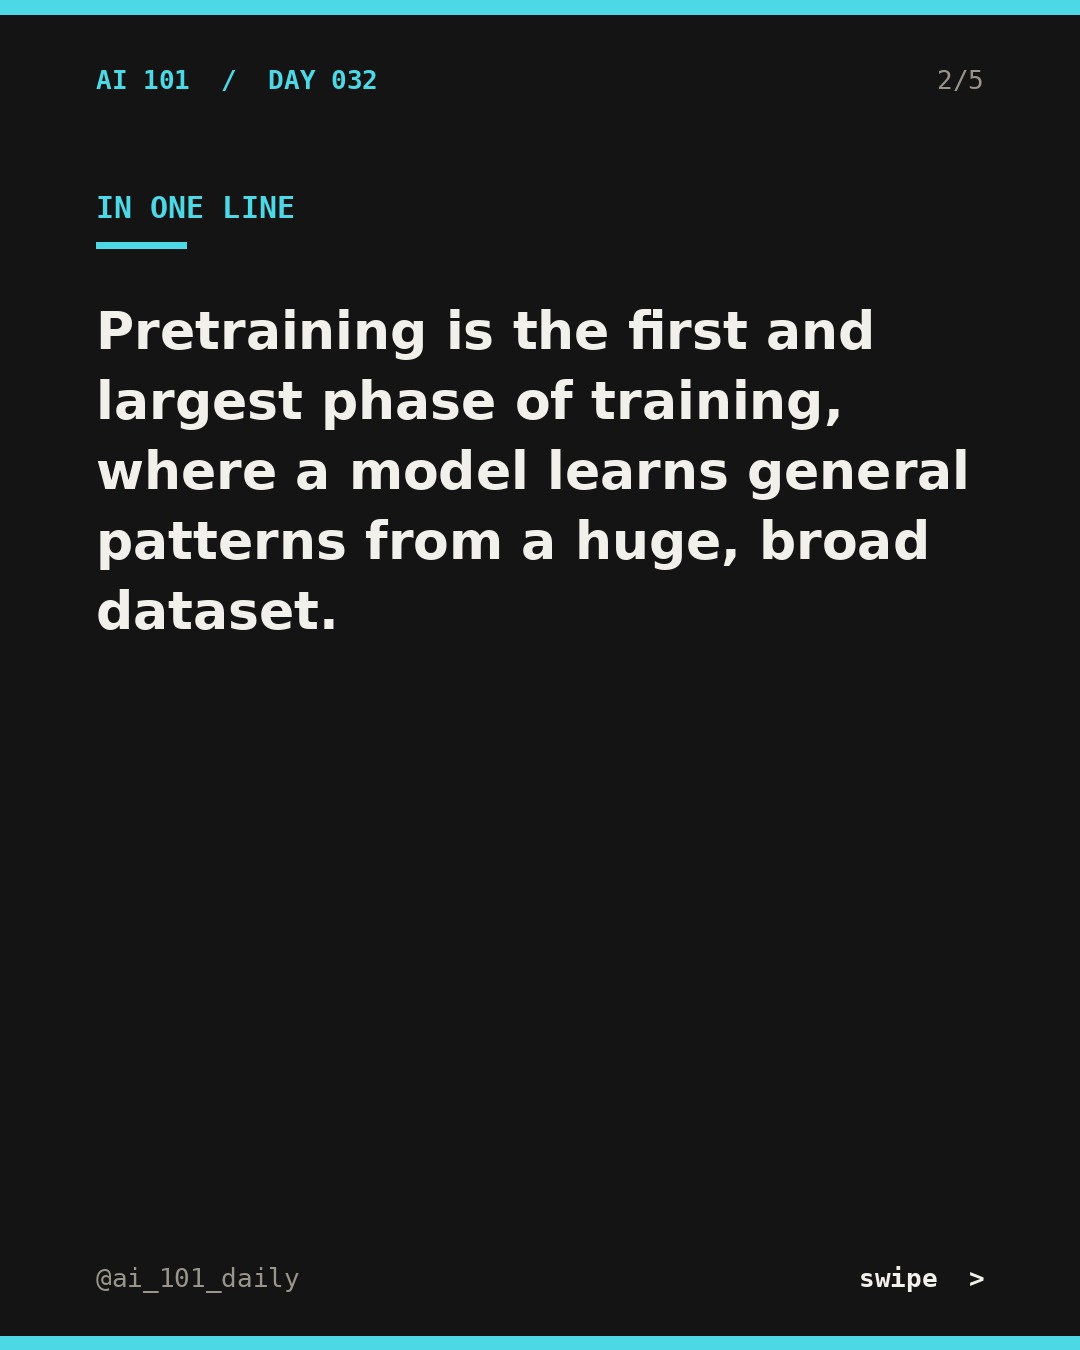 AI 101 / DAY 032
2/5
IN ONE LINE
Pretraining is the first and
largest phase of training,
where a model learns general
patterns from a huge, broad
dataset.
@ai_101_daily
swipe >